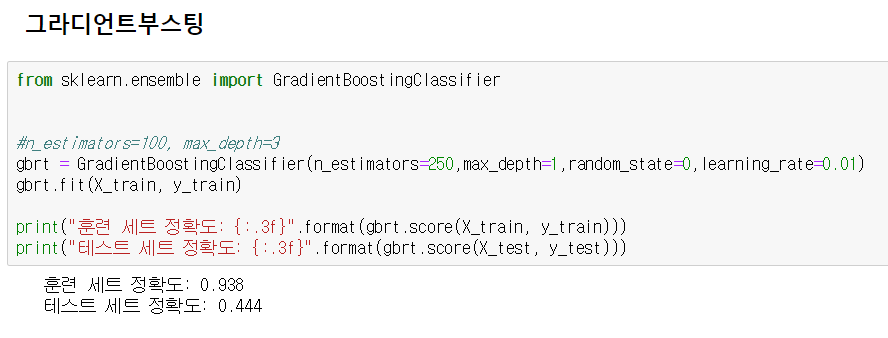 그라디언트부스팅
from sklearn.ensemble import GradientBoostingClassifier
#n_estimators=100, max_depth=3
gbrt = GradientBoostingClassifier(n_estimators=250,max_depth=1,random_state=0,learning_rate=0.01)
gbrt.fit(X_train, y_train)
print("훈련 세트 정확도: {:.3f}".format(gbrt.score(X_train, y_train)))
print("테스트 세트 정확도: {:.3f}".format(gbrt.score(X_test, y_test)))
훈련 세트 정확도: 0.938
테스트 세트 정확도: 0.444